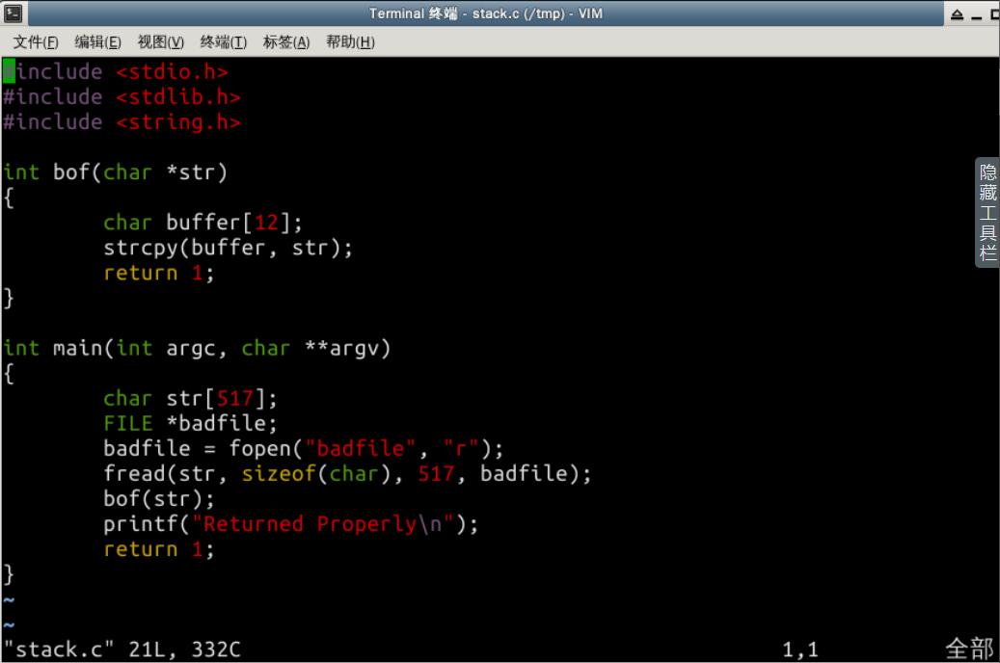 Terminal 终端 - stack.c (/tmp) - VIM
文件(F) 编辑(E) 视图(V) 终端(T) 标签(A) 帮助(H)
#include <stdio.h>
#include <stdlib.h>
#include <string.h>
int bof(char *str)
{
char buffer[12];
strcpy(buffer, str);
return 1;
}
int main(int argc, char **argv)
{
char str[517];
FILE *badfile;
badfile = fopen("badfile", "r");
fread(str, sizeof(char), 517, badfile);
bof(str);
printf("Returned Properly\n");
return 1;
}
~
~
"stack.c" 21L, 332C 1,1 全部
隐藏工具栏